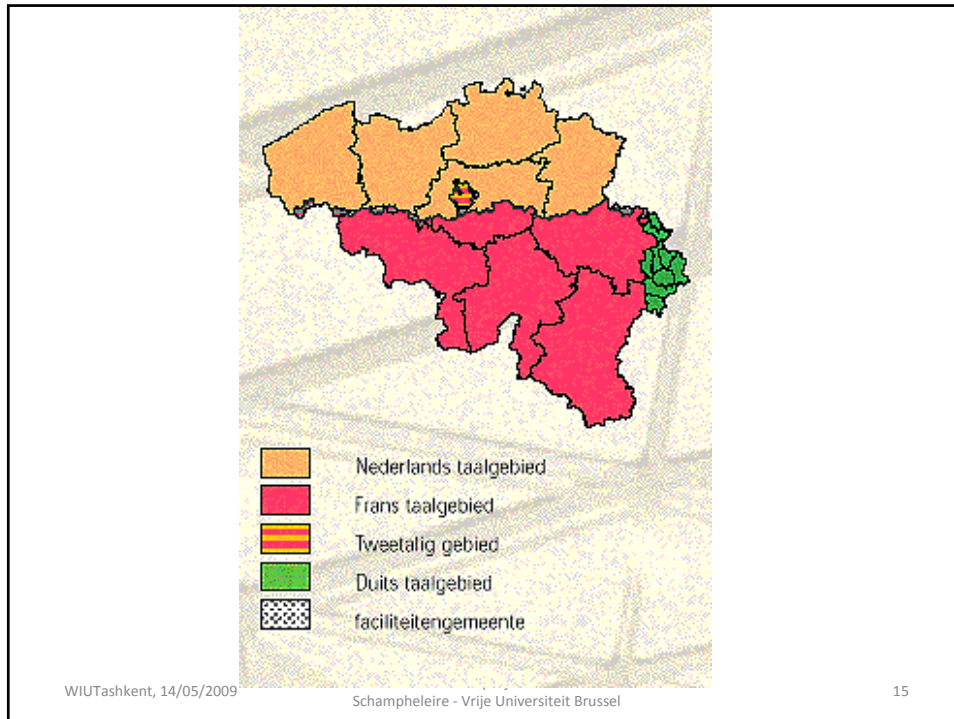 Nederlands taalgebied
Frans taalgebied
Tweetalig gebied
Duits taalgebied
faciliteitengemeente
WIUTashkent, 14/05/2009
Schampheleire - Vrije Universiteit Brussel
15